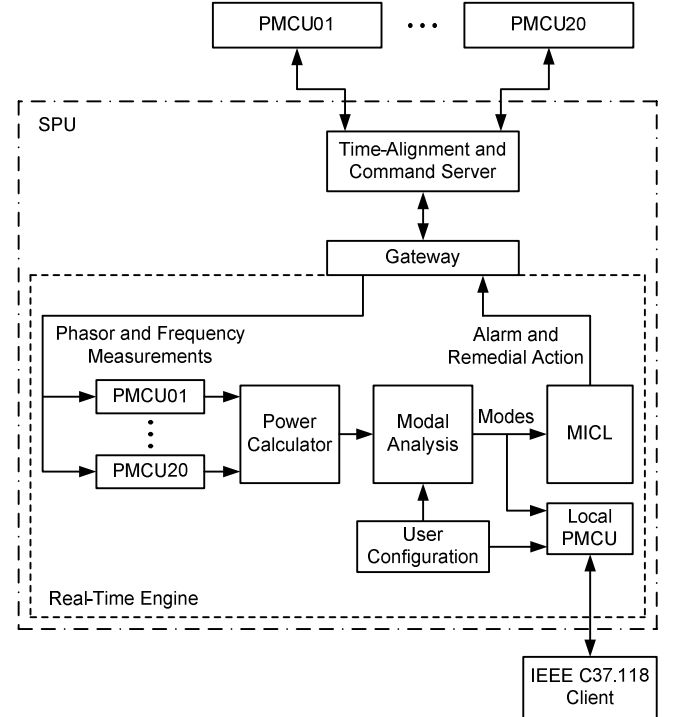 PMCU01
• • •
PMCU20
SPU
Time-Alignment and
Command Server
Gateway
Phasor and Frequency
Measurements
Alarm and
Remedial Action
PMCU01
PMCU20
Power
Calculator
Modal
Analysis
Modes
MICL
User
Configuration
Local
PMCU
Real-Time Engine
IEEE C37.118
Client